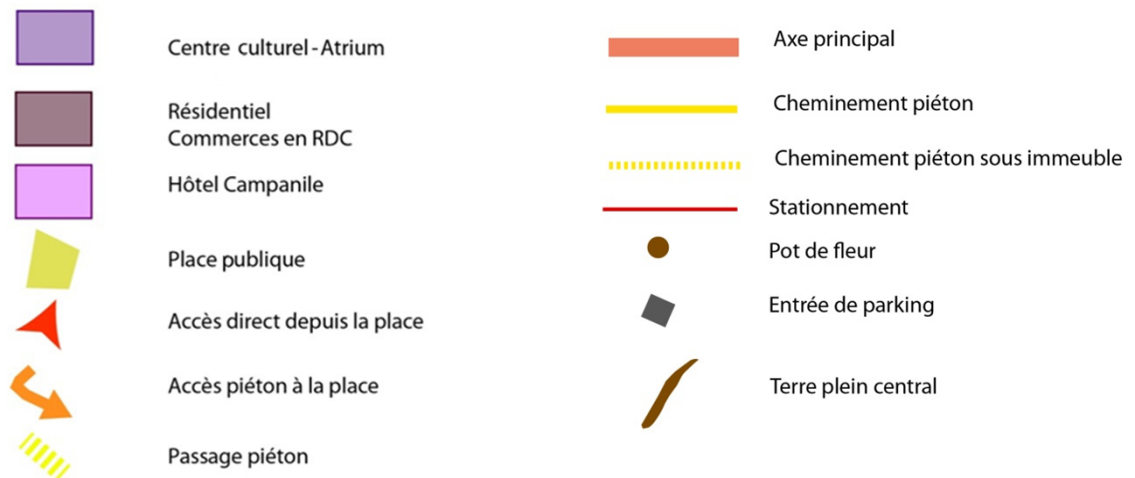 Centre culturel - Atrium
Résidentiel
Commerces en RDC
Hôtel Campanile
Place publique
Accès direct depuis la place
Accès piéton à la place
Passage piéton
Axe principal
Cheminement piéton
Cheminement piéton sous immeuble
Stationnement
Pot de fleur
Entrée de parking
Terre plein central